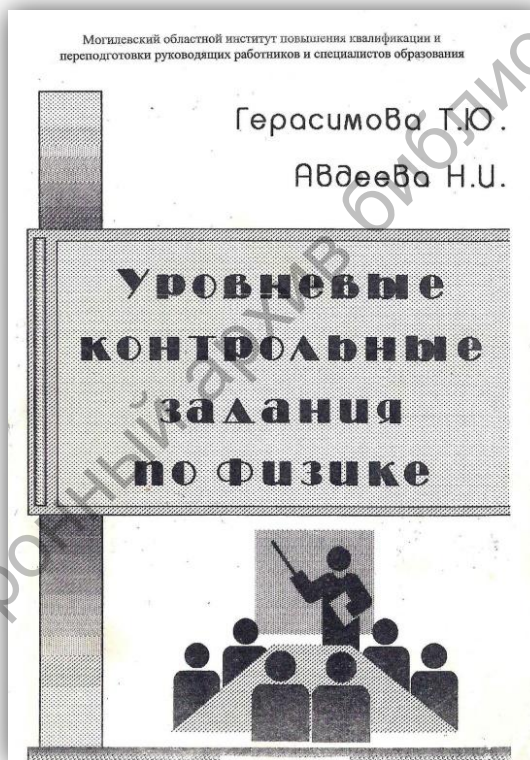 Могилевский областной институт повышения квалификации и
переподготовки руководящих работников и специалистов образования
Герасимова Т.Ю.
Авдеева Н.И.
Уровневые
контрольные
задания
по физике